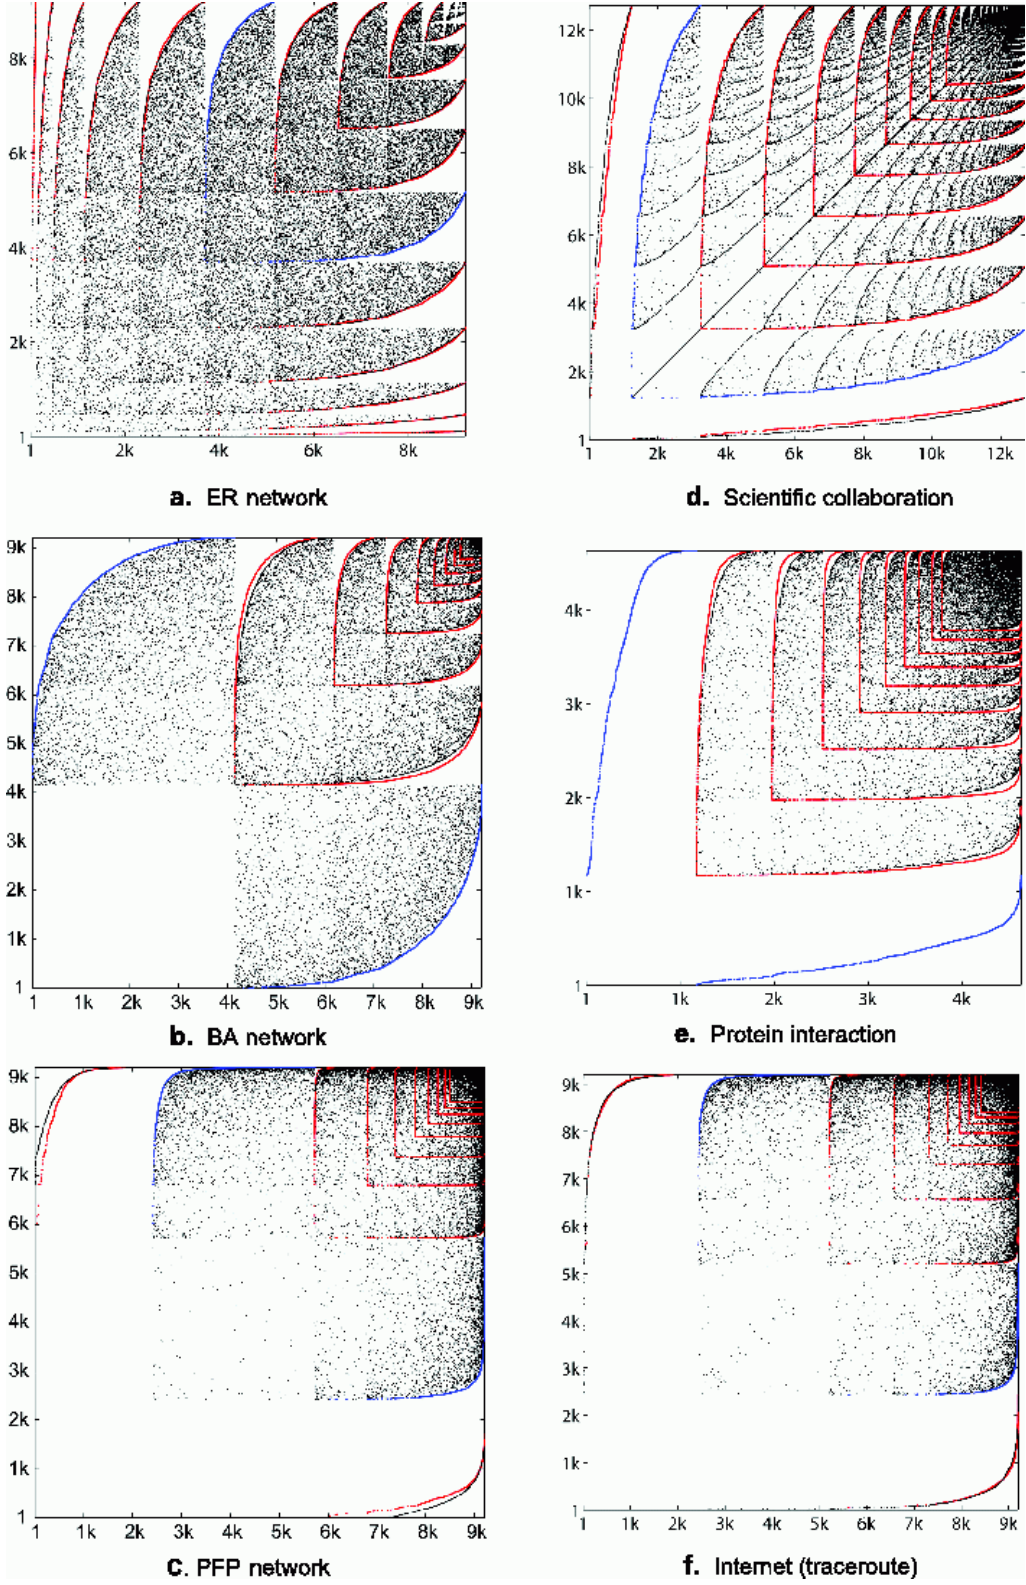 8k
6k
4k
2k
1
1 2k 4k 6k 8k
a. ER network
12k
10k
8k
6k
4k
2k
1
1 2k 4k 6k 8k 10k 12k
d. Scientific collaboration
9k
8k
7k
6k
5k
4k
3k
2k
1k
1
1 1k 2k 3k 4k 5k 6k 7k 8k 9k
b. BA network
4k
3k
2k
1k
1
1 1k 2k 3k 4k
e. Protein interaction
9k
8k
7k
6k
5k
4k
3k
2k
1k
1
1 1k 2k 3k 4k 5k 6k 7k 8k 9k
c. PFP network
9k
8k
7k
6k
5k
4k
3k
2k
1k
1
1 1k 2k 3k 4k 5k 6k 7k 8k 9k
f. Internet (traceroute)